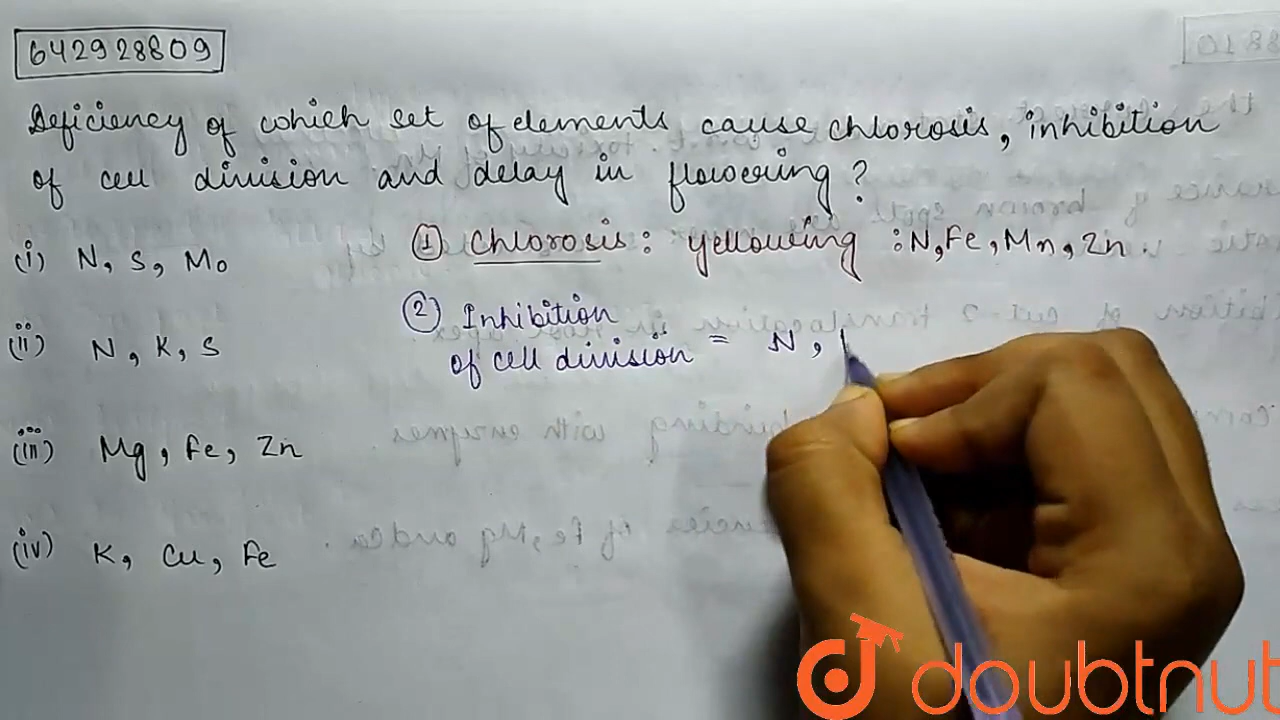 642928809
Deficiency of which set of elements cause chlorosis, inhibition
of cell division and delay in flowering ?
(i) N, S, Mo
(ii) N, K, S
(iii) Mg, Fe, Zn
(iv) K, Cu, Fe
① Chlorosis : yellowing : N, Fe, Mn, Zn.
② Inhibition
of cell division = N,
doubtnut